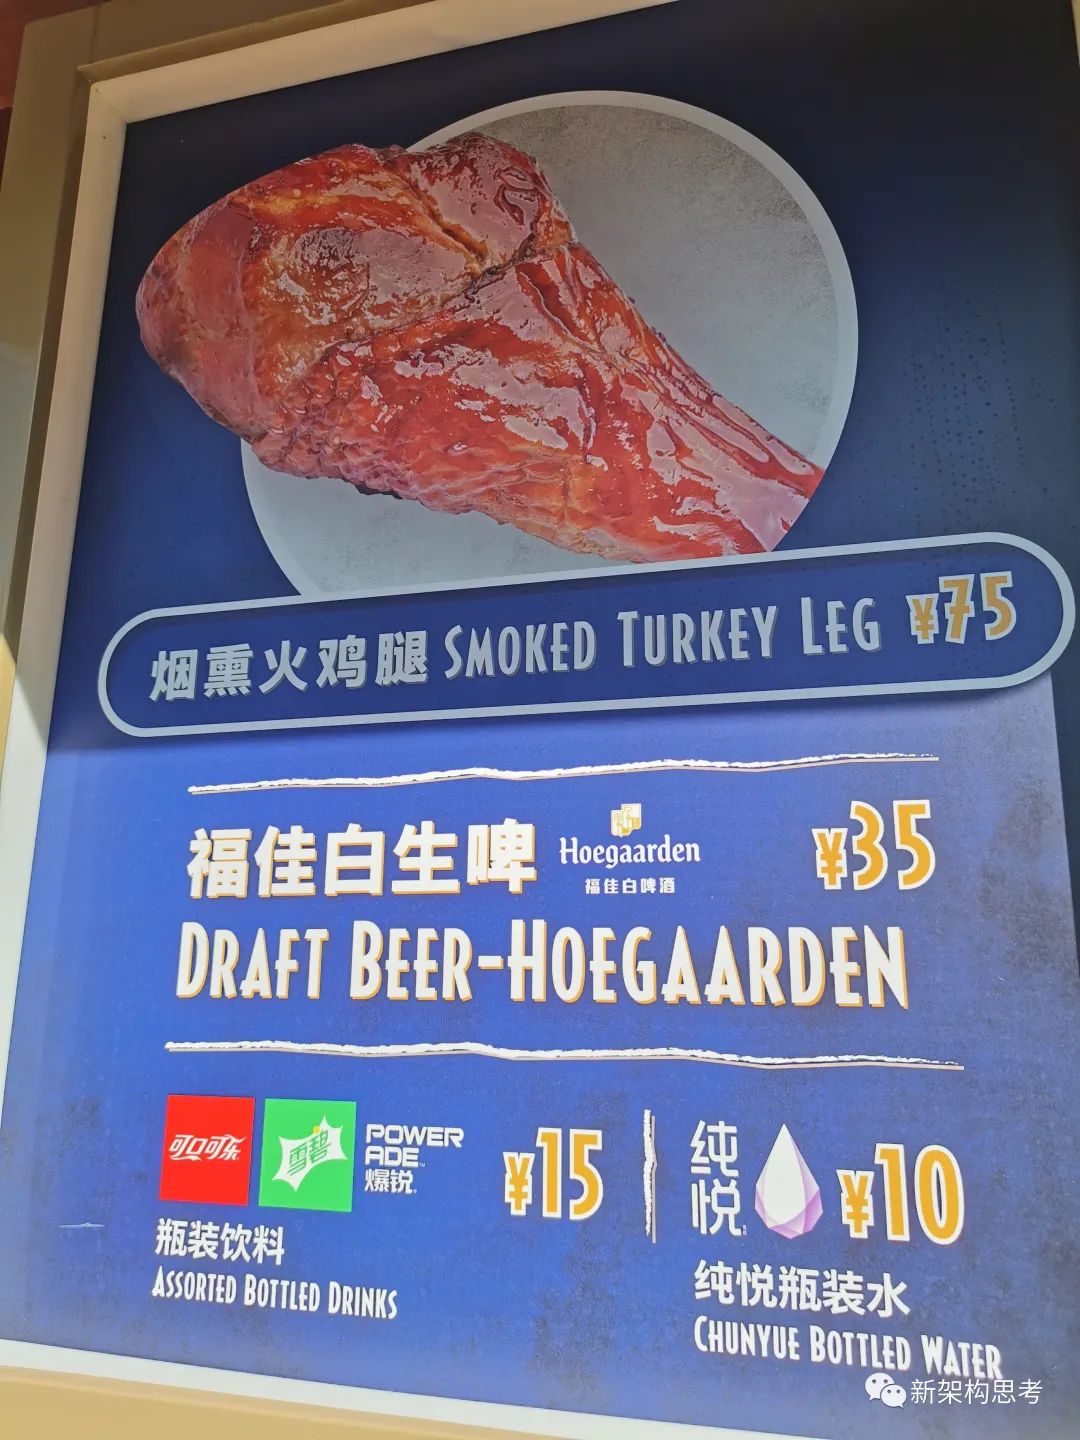 烟熏火鸡腿 SMOKED TURKEY LEG ¥75
福佳白生啤 Hoegaarden ¥35
福佳白啤酒
DRAFT BEER-HOEGAARDEN
可口可乐 雪碧 POWERADE™ 爆锐® ¥15
瓶装饮料
ASSORTED BOTTLED DRINKS
纯悦 ¥10
纯悦瓶装水
CHUNYUE BOTTLED WATER
新架构思考